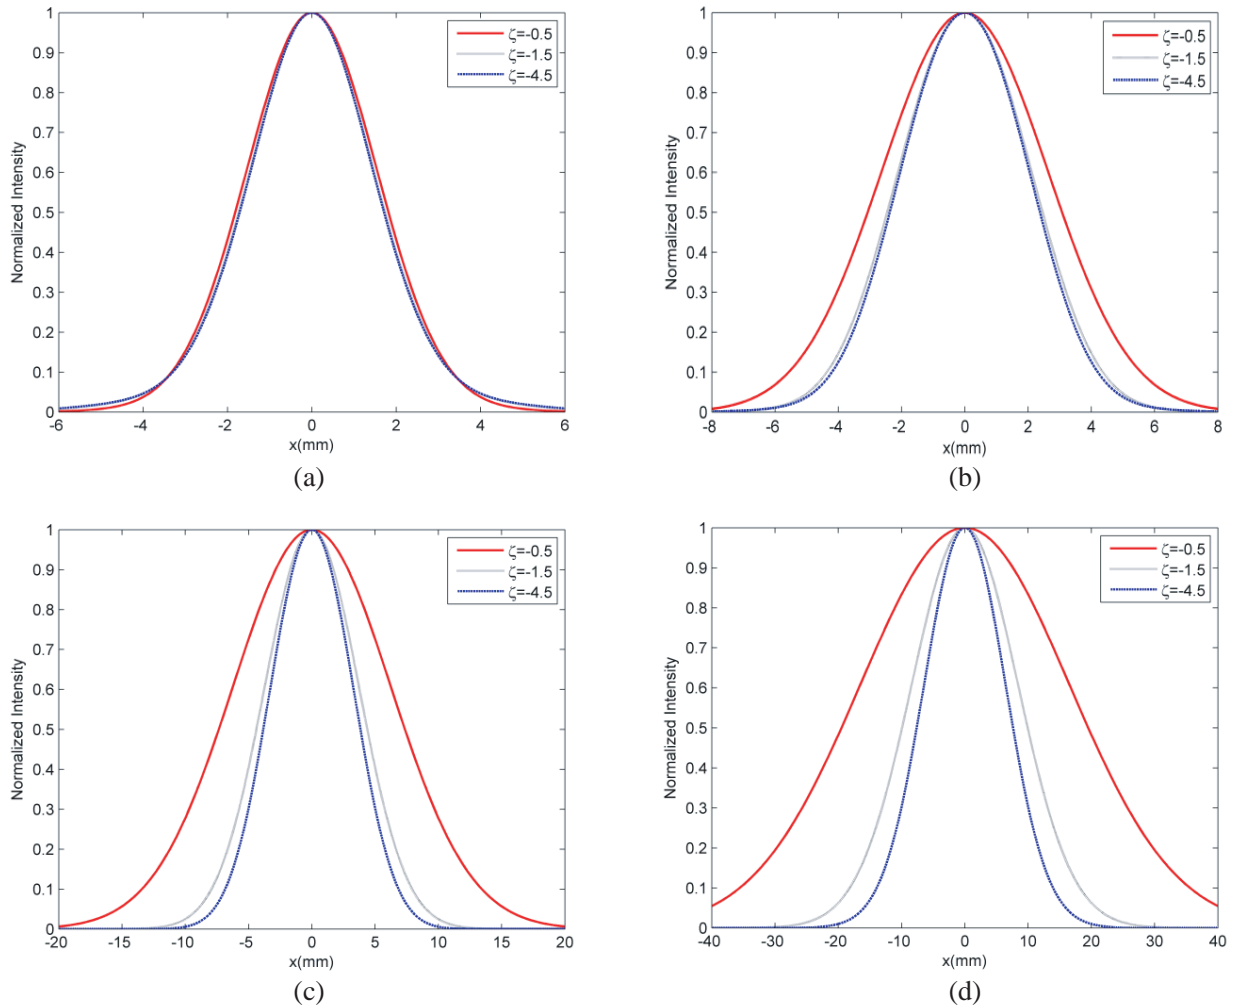 1
0.9
0.8
0.7
0.6
0.5
0.4
0.3
0.2
0.1
0
Normalized Intensity
ζ=-0.5
ζ=-1.5
ζ=-4.5
-6 -4 -2 0 2 4 6
x(mm)
(a)
1
0.9
0.8
0.7
0.6
0.5
0.4
0.3
0.2
0.1
0
Normalized Intensity
ζ=-0.5
ζ=-1.5
ζ=-4.5
-8 -6 -4 -2 0 2 4 6 8
x(mm)
(b)
1
0.9
0.8
0.7
0.6
0.5
0.4
0.3
0.2
0.1
0
Normalized Intensity
ζ=-0.5
ζ=-1.5
ζ=-4.5
-20 -15 -10 -5 0 5 10 15 20
x(mm)
(c)
1
0.9
0.8
0.7
0.6
0.5
0.4
0.3
0.2
0.1
0
Normalized Intensity
ζ=-0.5
ζ=-1.5
ζ=-4.5
-40 -30 -20 -10 0 10 20 30 40
x(mm)
(d)